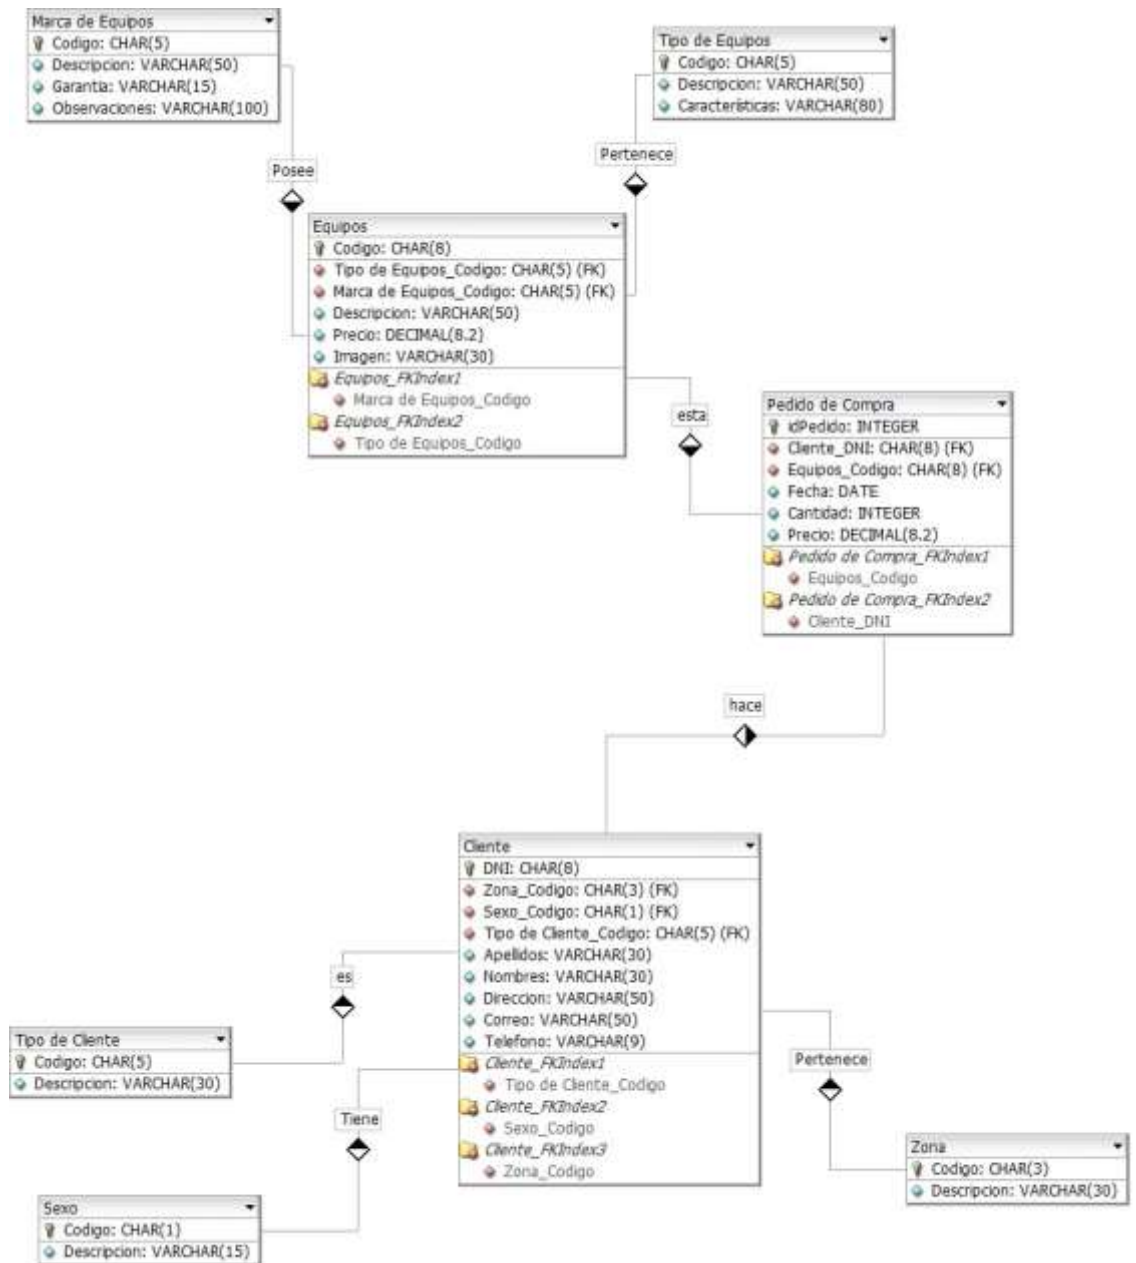 Marca de Equipos
Codigo: CHAR(5)
Descripcion: VARCHAR(50)
Garantia: VARCHAR(15)
Observaciones: VARCHAR(100)
Tipo de Equipos
Codigo: CHAR(5)
Descripcion: VARCHAR(50)
Características: VARCHAR(80)
Posee
Pertenece
Equipos
Codigo: CHAR(8)
Tipo de Equipos_Codigo: CHAR(5) (FK)
Marca de Equipos_Codigo: CHAR(5) (FK)
Descripcion: VARCHAR(50)
Precio: DECIMAL(8.2)
Imagen: VARCHAR(30)
Equipos_FKIndex1
Marca de Equipos_Codigo
Equipos_FKIndex2
Tipo de Equipos_Codigo
esta
Pedido de Compra
idPedido: INTEGER
Cliente_DNI: CHAR(8) (FK)
Equipos_Codigo: CHAR(8) (FK)
Fecha: DATE
Cantidad: INTEGER
Precio: DECIMAL(8.2)
Pedido de Compra_FKIndex1
Equipos_Codigo
Pedido de Compra_FKIndex2
Cliente_DNI
hace
Cliente
DNI: CHAR(8)
Zona_Codigo: CHAR(3) (FK)
Sexo_Codigo: CHAR(1) (FK)
Tipo de Cliente_Codigo: CHAR(5) (FK)
Apellidos: VARCHAR(30)
Nombres: VARCHAR(30)
Direccion: VARCHAR(50)
Correo: VARCHAR(50)
Telefono: VARCHAR(9)
Cliente_FKIndex1
Tipo de Cliente_Codigo
Cliente_FKIndex2
Sexo_Codigo
Cliente_FKIndex3
Zona_Codigo
es
Tipo de Cliente
Codigo: CHAR(5)
Descripcion: VARCHAR(30)
Tiene
Pertenece
Sexo
Codigo: CHAR(1)
Descripcion: VARCHAR(15)
Zona
Codigo: CHAR(3)
Descripcion: VARCHAR(30)